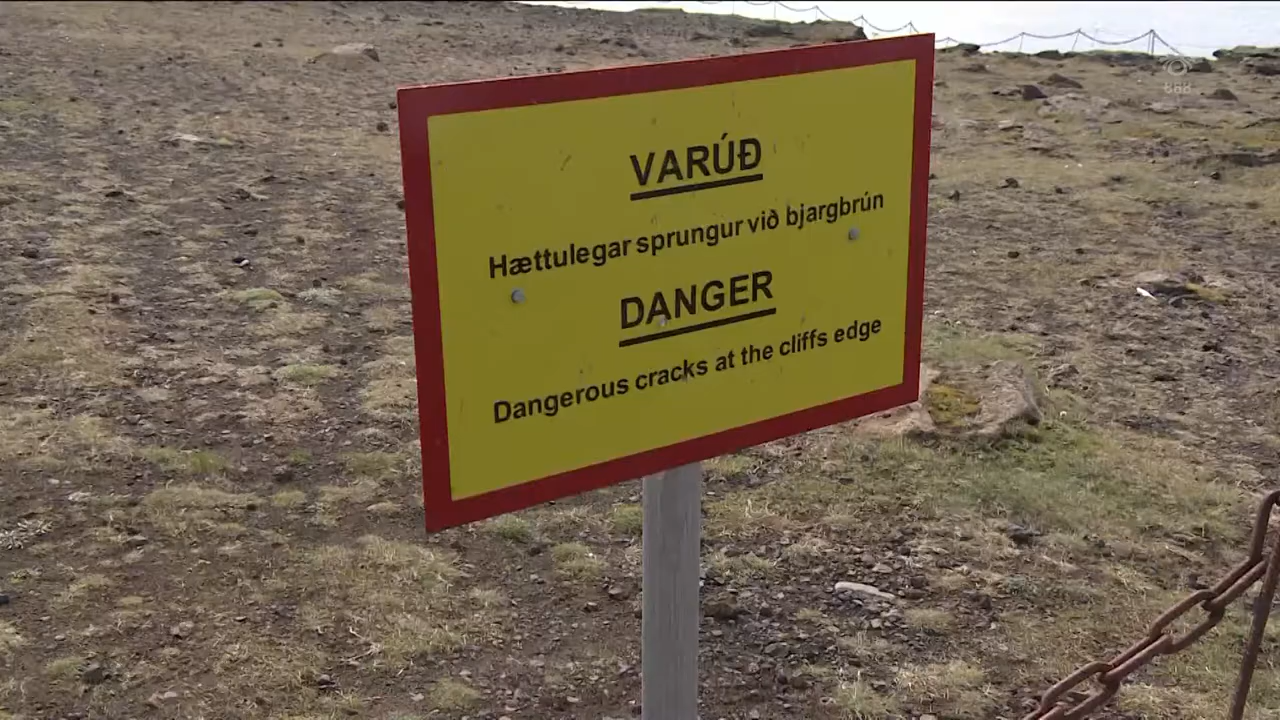 VARÚÐ
Hættulegar sprungur við bjargbrún
DANGER
Dangerous cracks at the cliffs edge